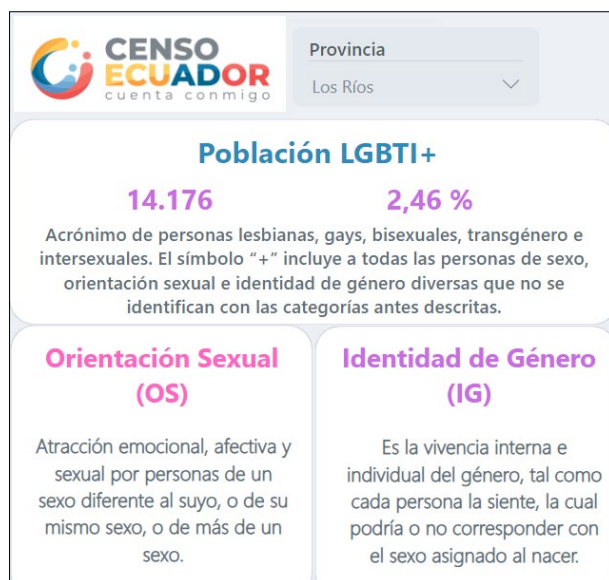 CENSO
ECUADOR
cuenta conmigo
Provincia
Los Ríos
Población LGBTI+
14.176 2,46 %
Acrónimo de personas lesbianas, gays, bisexuales, transgénero e
intersexuales. El símbolo “+” incluye a todas las personas de sexo,
orientación sexual e identidad de género diversas que no se
identifican con las categorías antes descritas.
Orientación Sexual
(OS)
Atracción emocional, afectiva y
sexual por personas de un
sexo diferente al suyo, o de su
mismo sexo, o de más de un
sexo.
Identidad de Género
(IG)
Es la vivencia interna e
individual del género, tal como
cada persona la siente, la cual
podría o no corresponder con
el sexo asignado al nacer.